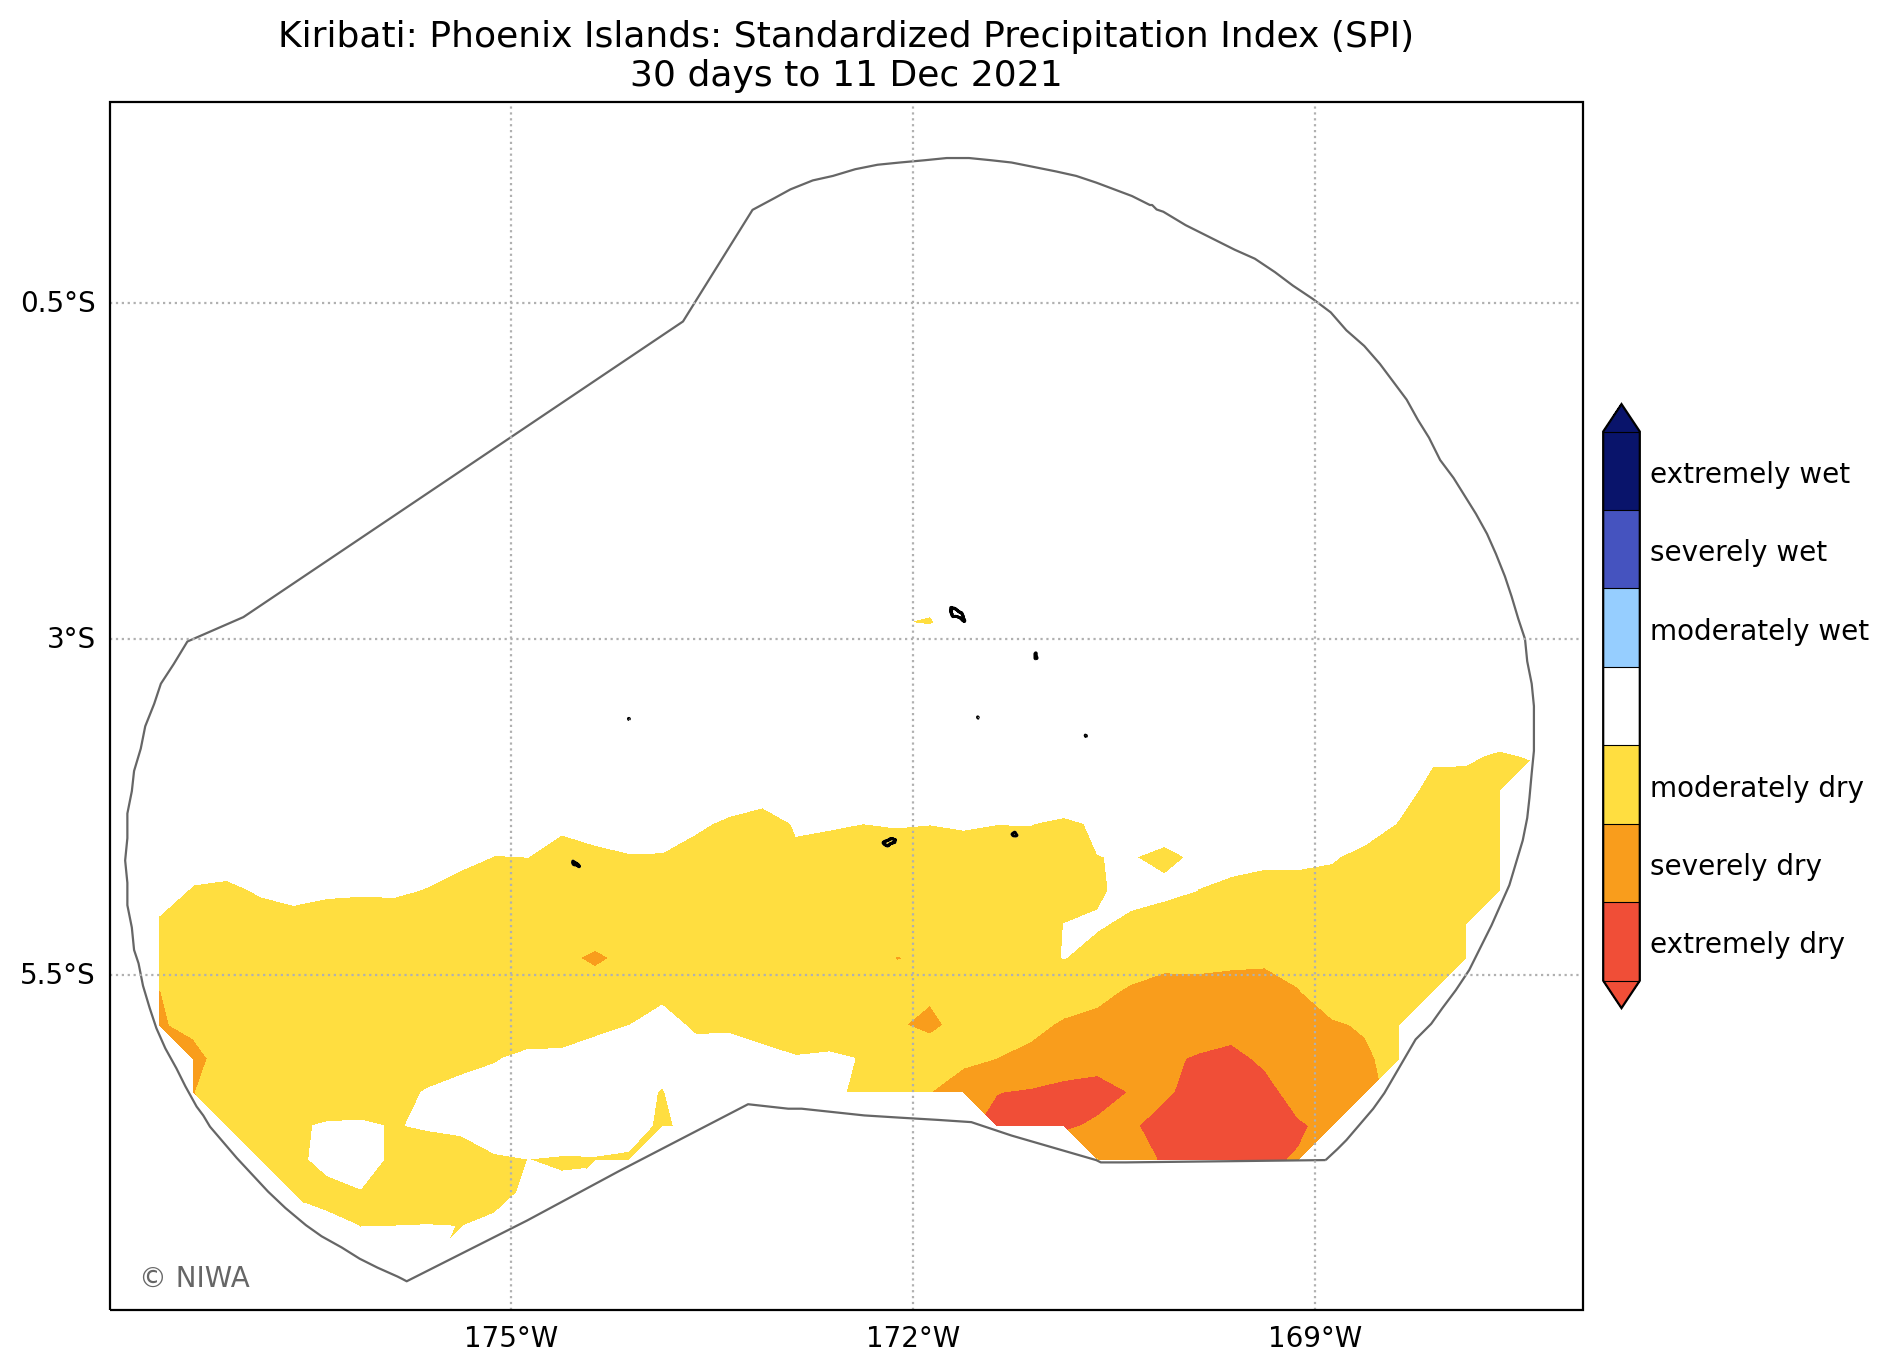 Kiribati: Phoenix Islands: Standardized Precipitation Index (SPI)
30 days to 11 Dec 2021
0.5°S
3°S
5.5°S
175°W
172°W
169°W
extremely wet
severely wet
moderately wet
moderately dry
severely dry
extremely dry
© NIWA